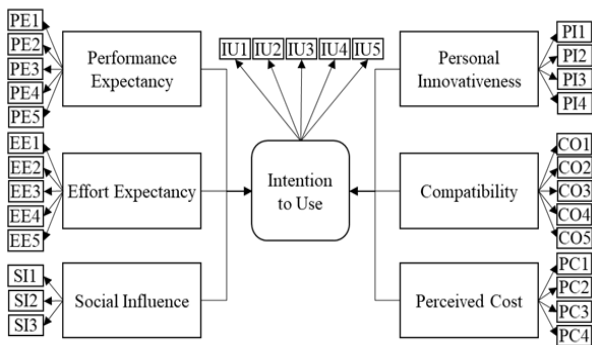 PE1
PE2
PE3
PE4
PE5
Performance
Expectancy
IU1
IU2
IU3
IU4
IU5
Personal
Innovativeness
PI1
PI2
PI3
PI4
EE1
EE2
EE3
EE4
EE5
Effort Expectancy
Intention
to Use
Compatibility
CO1
CO2
CO3
CO4
CO5
SI1
SI2
SI3
Social Influence
Perceived Cost
PC1
PC2
PC3
PC4